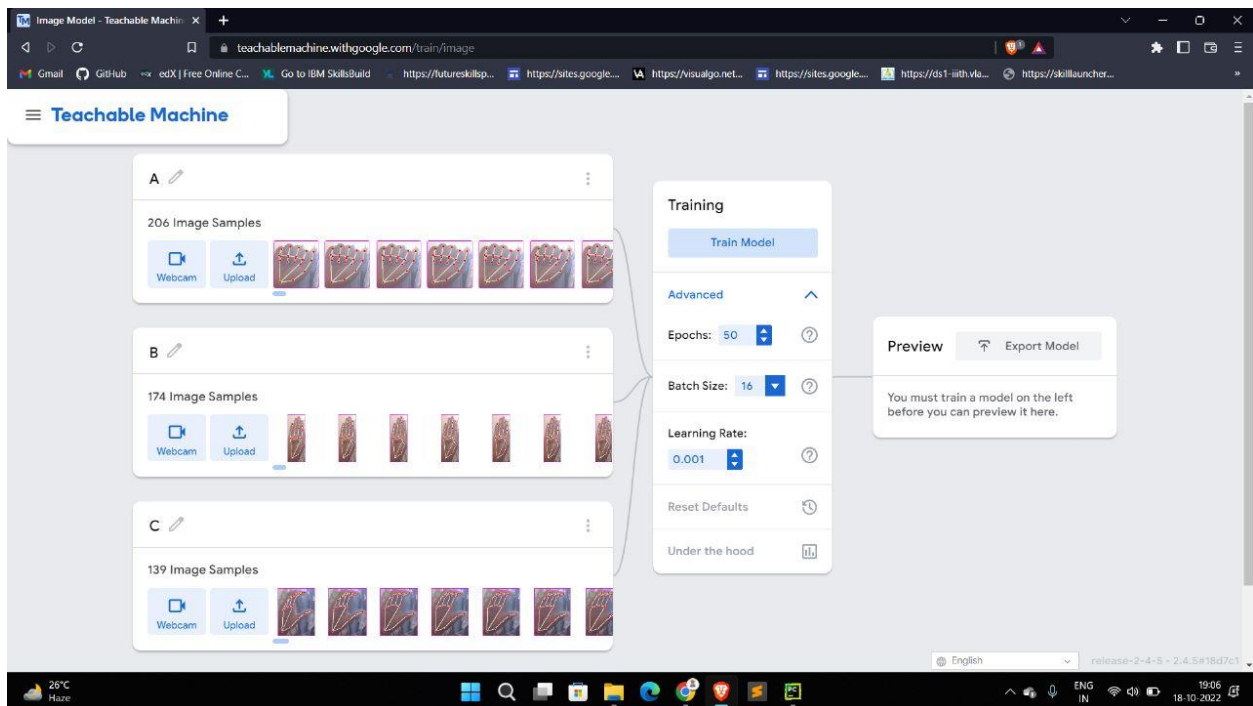 Image Model - Teachable Machin
teachablemachine.withgoogle.com/train/image
Gmail GitHub edX | Free Online C... Go to IBM SkillsBuild https://futureskillsp... https://sites.google.... https://visualgo.net... https://sites.google.... https://ds1-iiith.vla... https://skilllauncher...
Teachable Machine
A
206 Image Samples
Webcam Upload
B
174 Image Samples
Webcam Upload
C
139 Image Samples
Webcam Upload
Training
Train Model
Advanced
Epochs: 50
Batch Size: 16
Learning Rate:
0.001
Reset Defaults
Under the hood
Preview Export Model
You must train a model on the left
before you can preview it here.
English
release-2-4-5 - 2.4.5#18d7c1
26°C
Haze
ENG
IN
19:06
18-10-2022